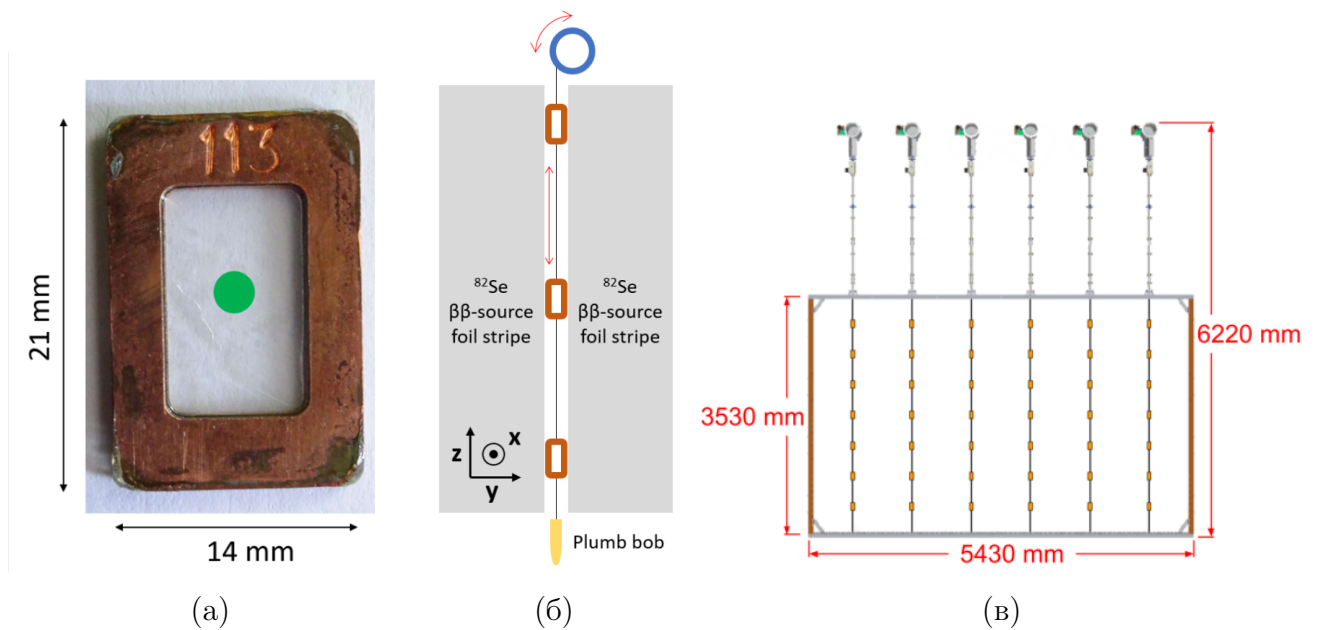 113
21 mm
14 mm
(а)
⁸²Se
ββ-source
foil stripe
⁸²Se
ββ-source
foil stripe
z
x
y
Plumb bob
(б)
3530 mm
6220 mm
5430 mm
(в)